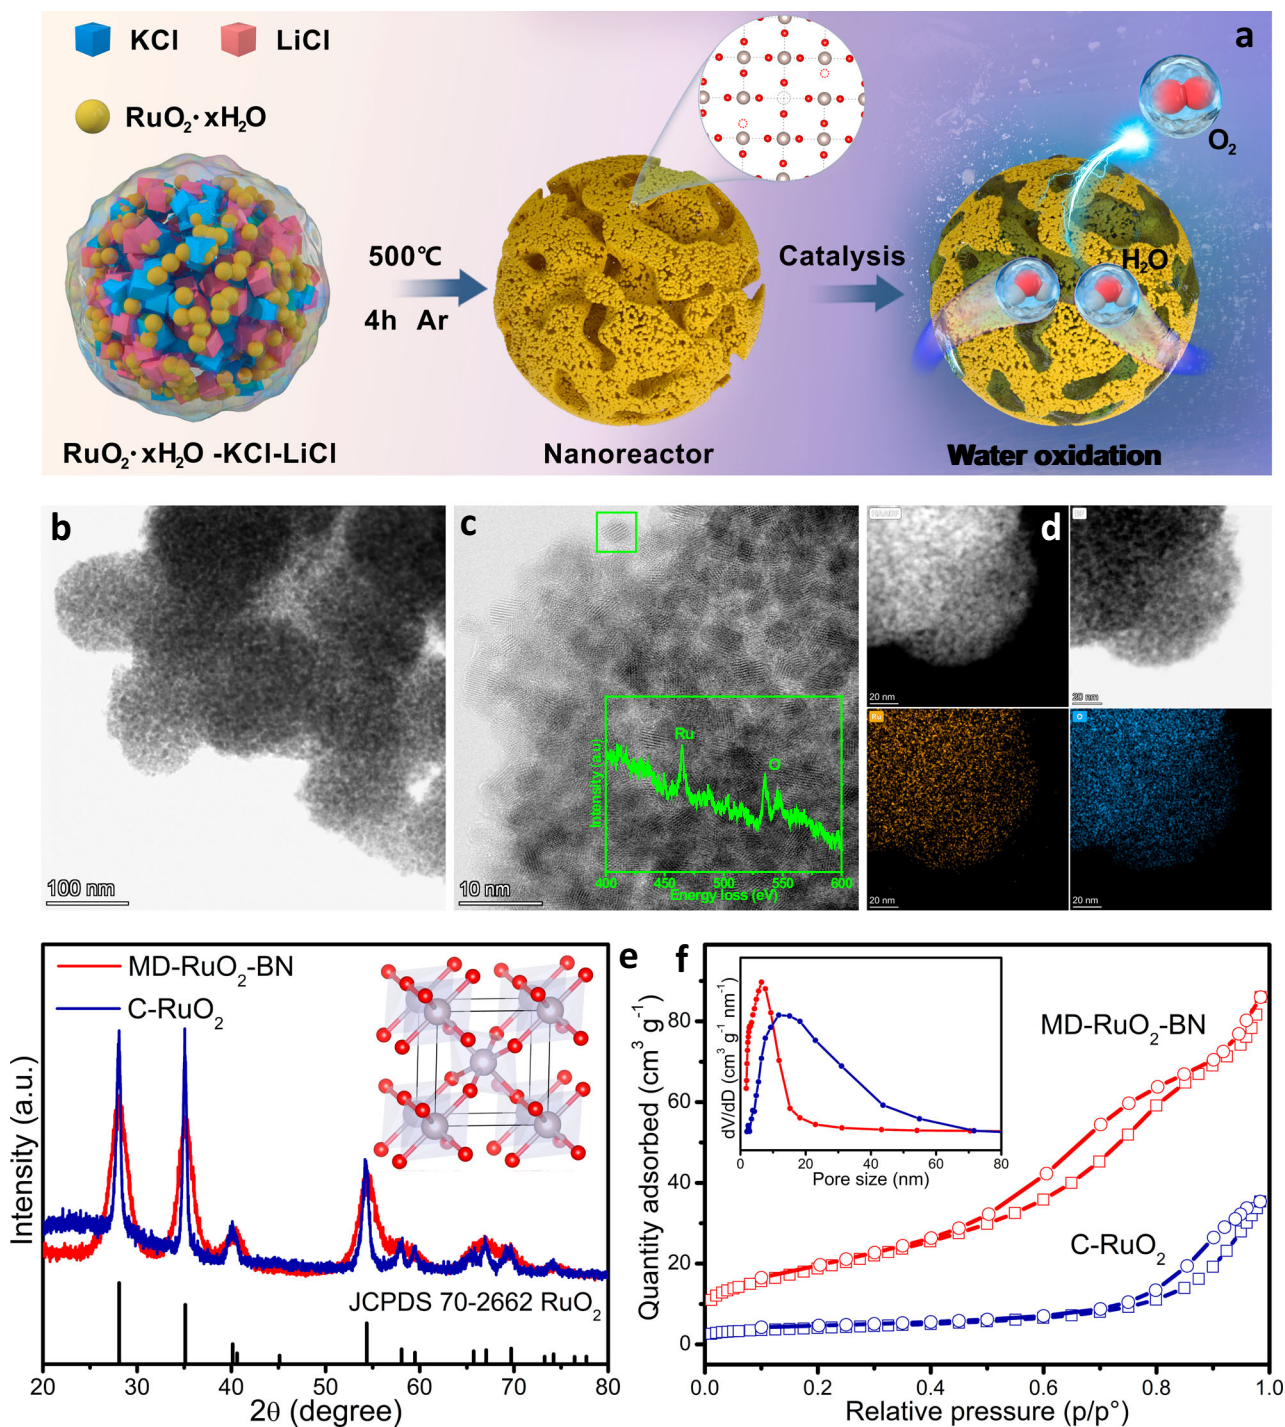 a
KCl
LiCl
RuO₂·xH₂O
500℃
4h Ar
Catalysis
O₂
H₂O
RuO₂·xH₂O -KCl-LiCl
Nanoreactor
Water oxidation
b
100 nm
c
Ru
O
Intensity (a.u)
400 450 500 550 600
Energy loss (eV)
10 nm
d
HAADF
BF
20 nm
20 nm
Ru
O
20 nm
20 nm
e
MD-RuO₂-BN
C-RuO₂
Intensity (a.u.)
JCPDS 70-2662 RuO₂
20 30 40 50 60 70 80
2θ (degree)
f
MD-RuO₂-BN
C-RuO₂
Quantity adsorbed (cm³ g⁻¹)
80
60
40
20
0
0.0 0.2 0.4 0.6 0.8 1.0
Relative pressure (p/p°)
dV/dD (cm³ g⁻¹ nm⁻¹)
0 20 40 60 80
Pore size (nm)